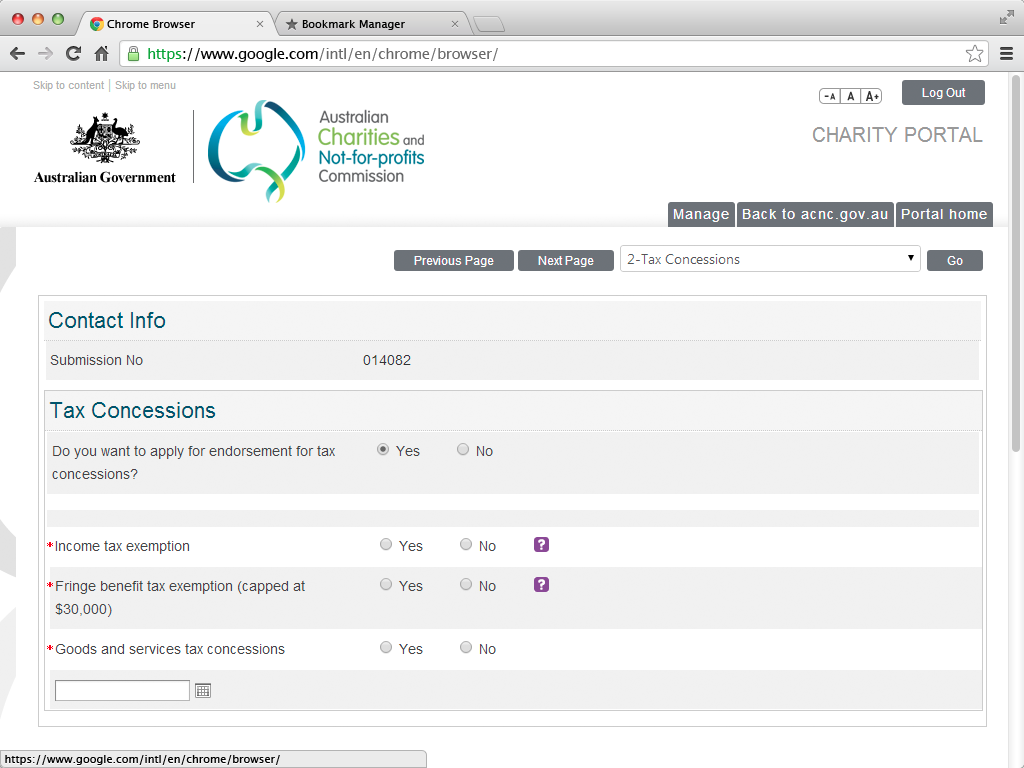 Chrome Browser
Bookmark Manager
https://www.google.com/intl/en/chrome/browser/
Skip to content | Skip to menu
-A A A+
Log Out
Australian Government
Australian
Charities and
Not-for-profits
Commission
CHARITY PORTAL
Manage Back to acnc.gov.au Portal home
Previous Page Next Page 2-Tax Concessions Go
Contact Info
Submission No 014082
Tax Concessions
Do you want to apply for endorsement for tax
concessions?
Yes No
*Income tax exemption Yes No ?
*Fringe benefit tax exemption (capped at
$30,000)
Yes No ?
*Goods and services tax concessions Yes No
https://www.google.com/intl/en/chrome/browser/